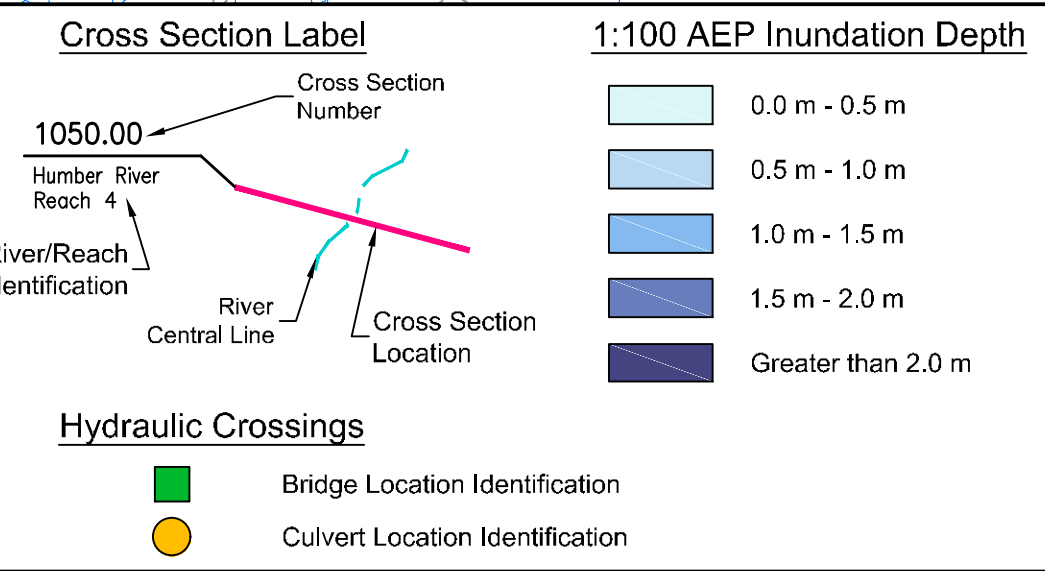 Cross Section Label
Cross Section
Number
1050.00
Humber River
Reach 4
River/Reach
Identification
River
Central Line
Cross Section
Location
1:100 AEP Inundation Depth
0.0 m - 0.5 m
0.5 m - 1.0 m
1.0 m - 1.5 m
1.5 m - 2.0 m
Greater than 2.0 m
Hydraulic Crossings
Bridge Location Identification
Culvert Location Identification